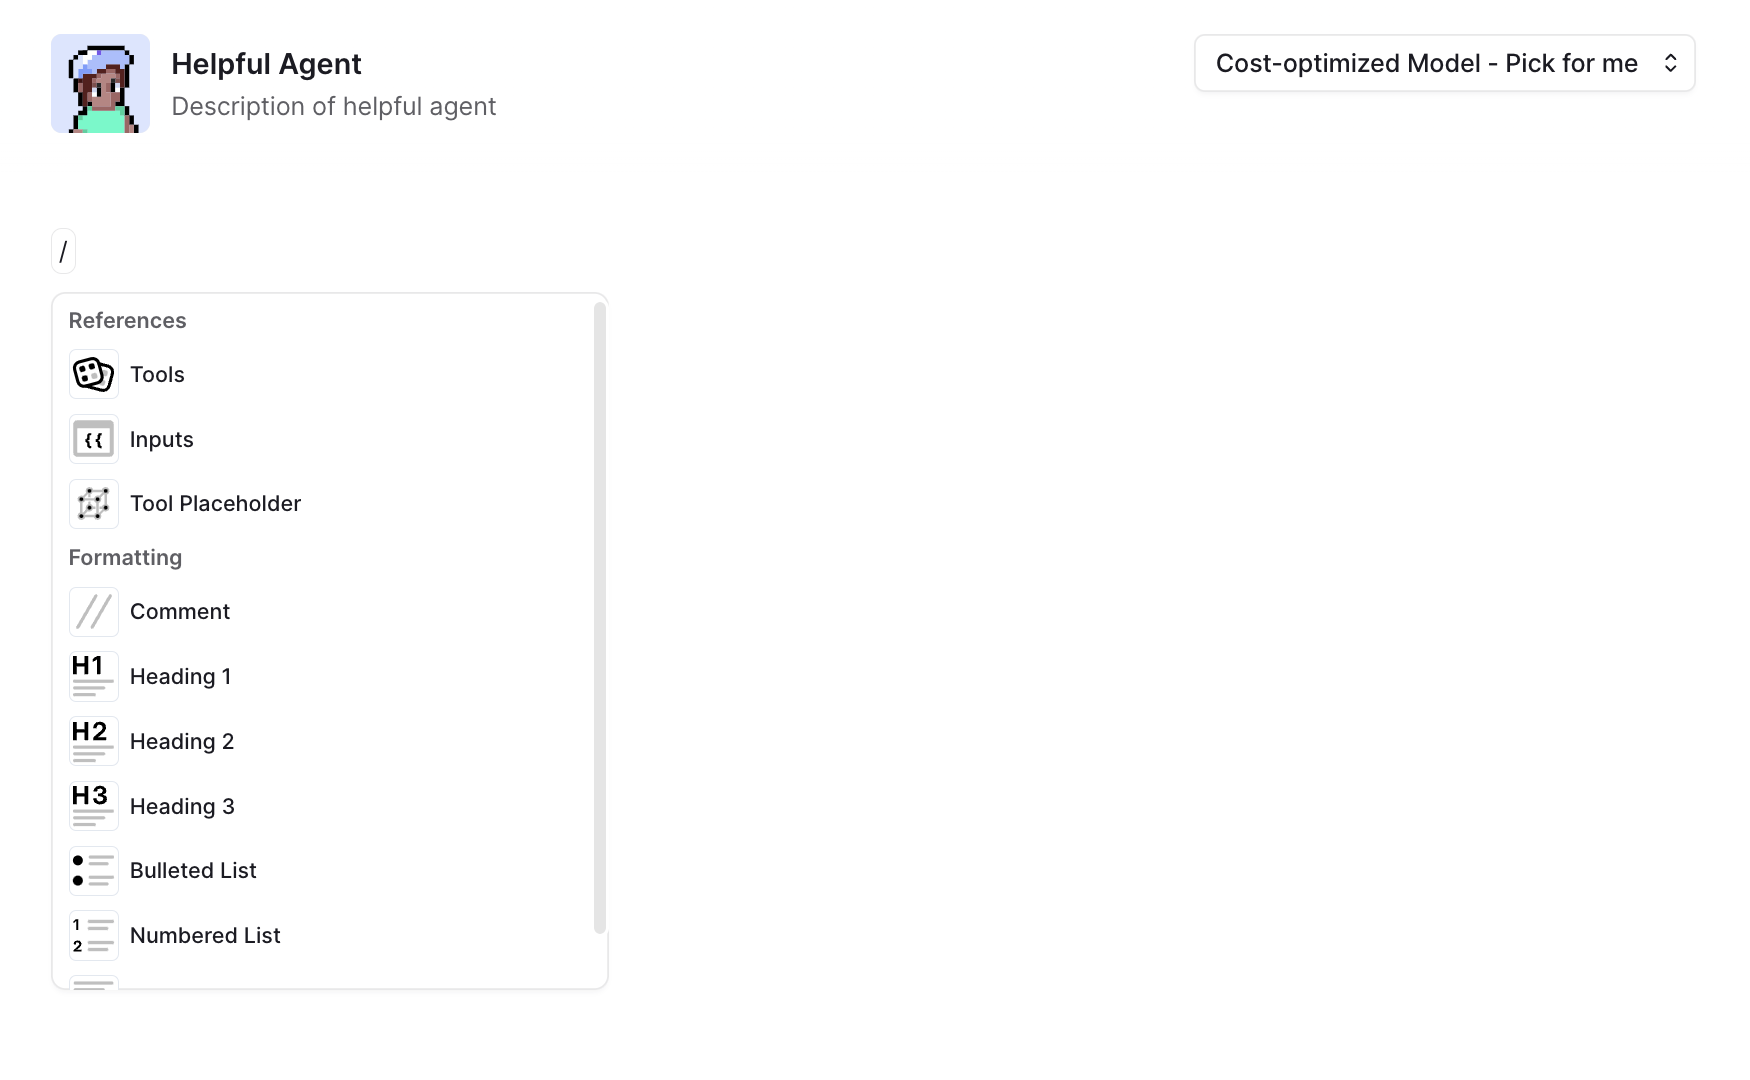 Helpful Agent
Description of helpful agent
Cost-optimized Model - Pick for me
/
References
Tools
{{
Inputs
Tool Placeholder
Formatting
//
Comment
H1
Heading 1
H2
Heading 2
H3
Heading 3
Bulleted List
1
2
Numbered List